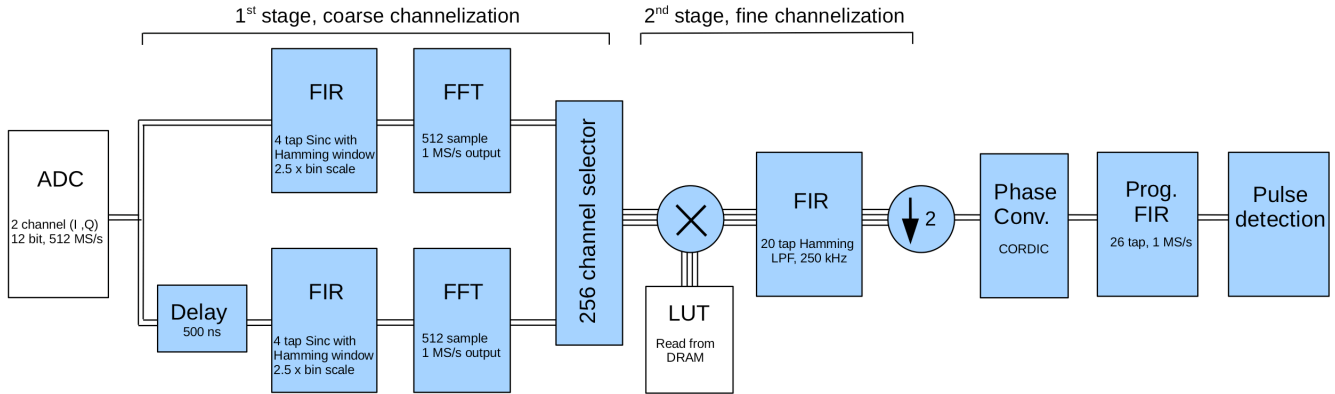 1st stage, coarse channelization
2nd stage, fine channelization
ADC
2 channel (I ,Q)
12 bit, 512 MS/s
FIR
4 tap Sinc with
Hamming window
2.5 x bin scale
FFT
512 sample
1 MS/s output
Delay
500 ns
FIR
4 tap Sinc with
Hamming window
2.5 x bin scale
FFT
512 sample
1 MS/s output
256 channel selector
LUT
Read from
DRAM
FIR
20 tap Hamming
LPF, 250 kHz
2
Phase
Conv.
CORDIC
Prog.
FIR
26 tap, 1 MS/s
Pulse
detection